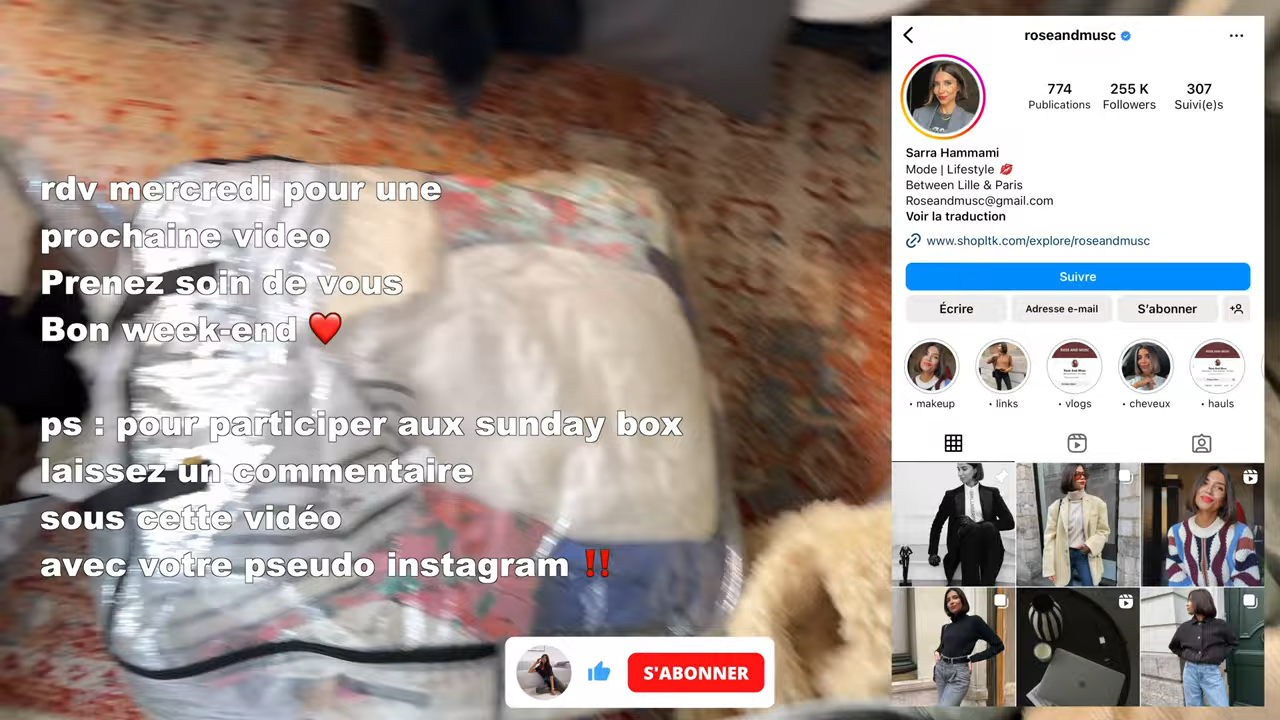 rdv mercredi pour une
prochaine video
Prenez soin de vous
Bon week-end ❤️
ps : pour participer aux sunday box
laissez un commentaire
sous cette vidéo
avec votre pseudo instagram ‼️
S'ABONNER
roseandmusc
774 255 K 307
Publications Followers Suivi(e)s
Sarra Hammami
Mode | Lifestyle 💋
Between Lille & Paris
Roseandmusc@gmail.com
Voir la traduction
www.shopltk.com/explore/roseandmusc
Suivre
Écrire Adresse e-mail S'abonner
• makeup • links • vlogs • cheveux • hauls